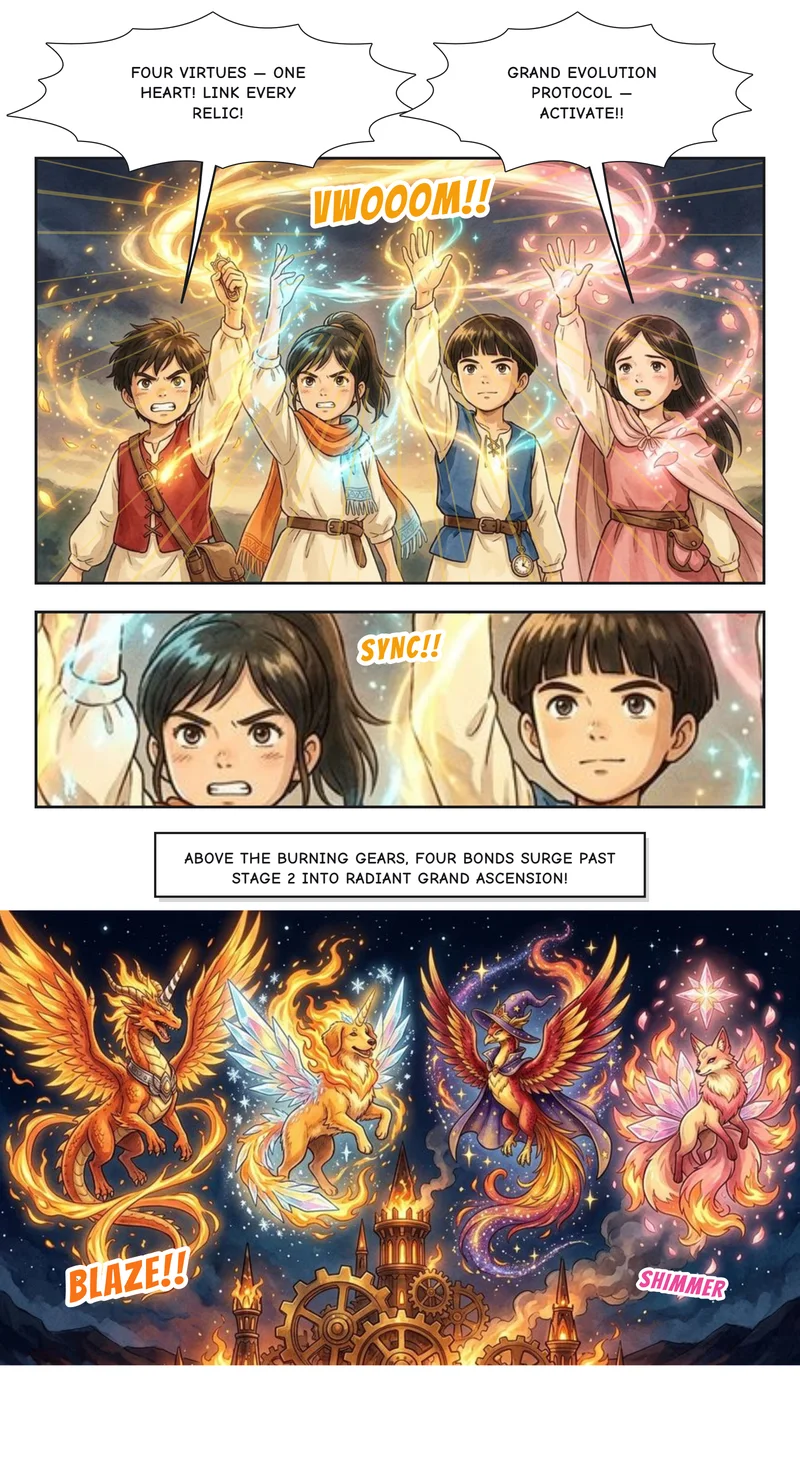 FOUR VIRTUES — ONE
HEART! LINK EVERY
RELIC!
GRAND EVOLUTION
PROTOCOL —
ACTIVATE!!
VWOOOM!!
SYNC!!
ABOVE THE BURNING GEARS, FOUR BONDS SURGE PAST
STAGE 2 INTO RADIANT GRAND ASCENSION!
BLAZE!!
SHIMMER